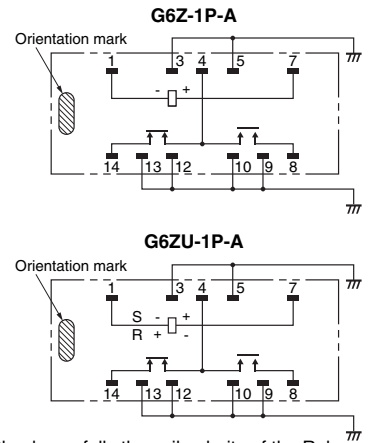 G6Z-1P-A
Orientation mark
1 3 4 5 7
- +
14 13 12 10 9 8
G6ZU-1P-A
Orientation mark
1 3 4 5 7
S - +
R + -
14 13 12 10 9 8